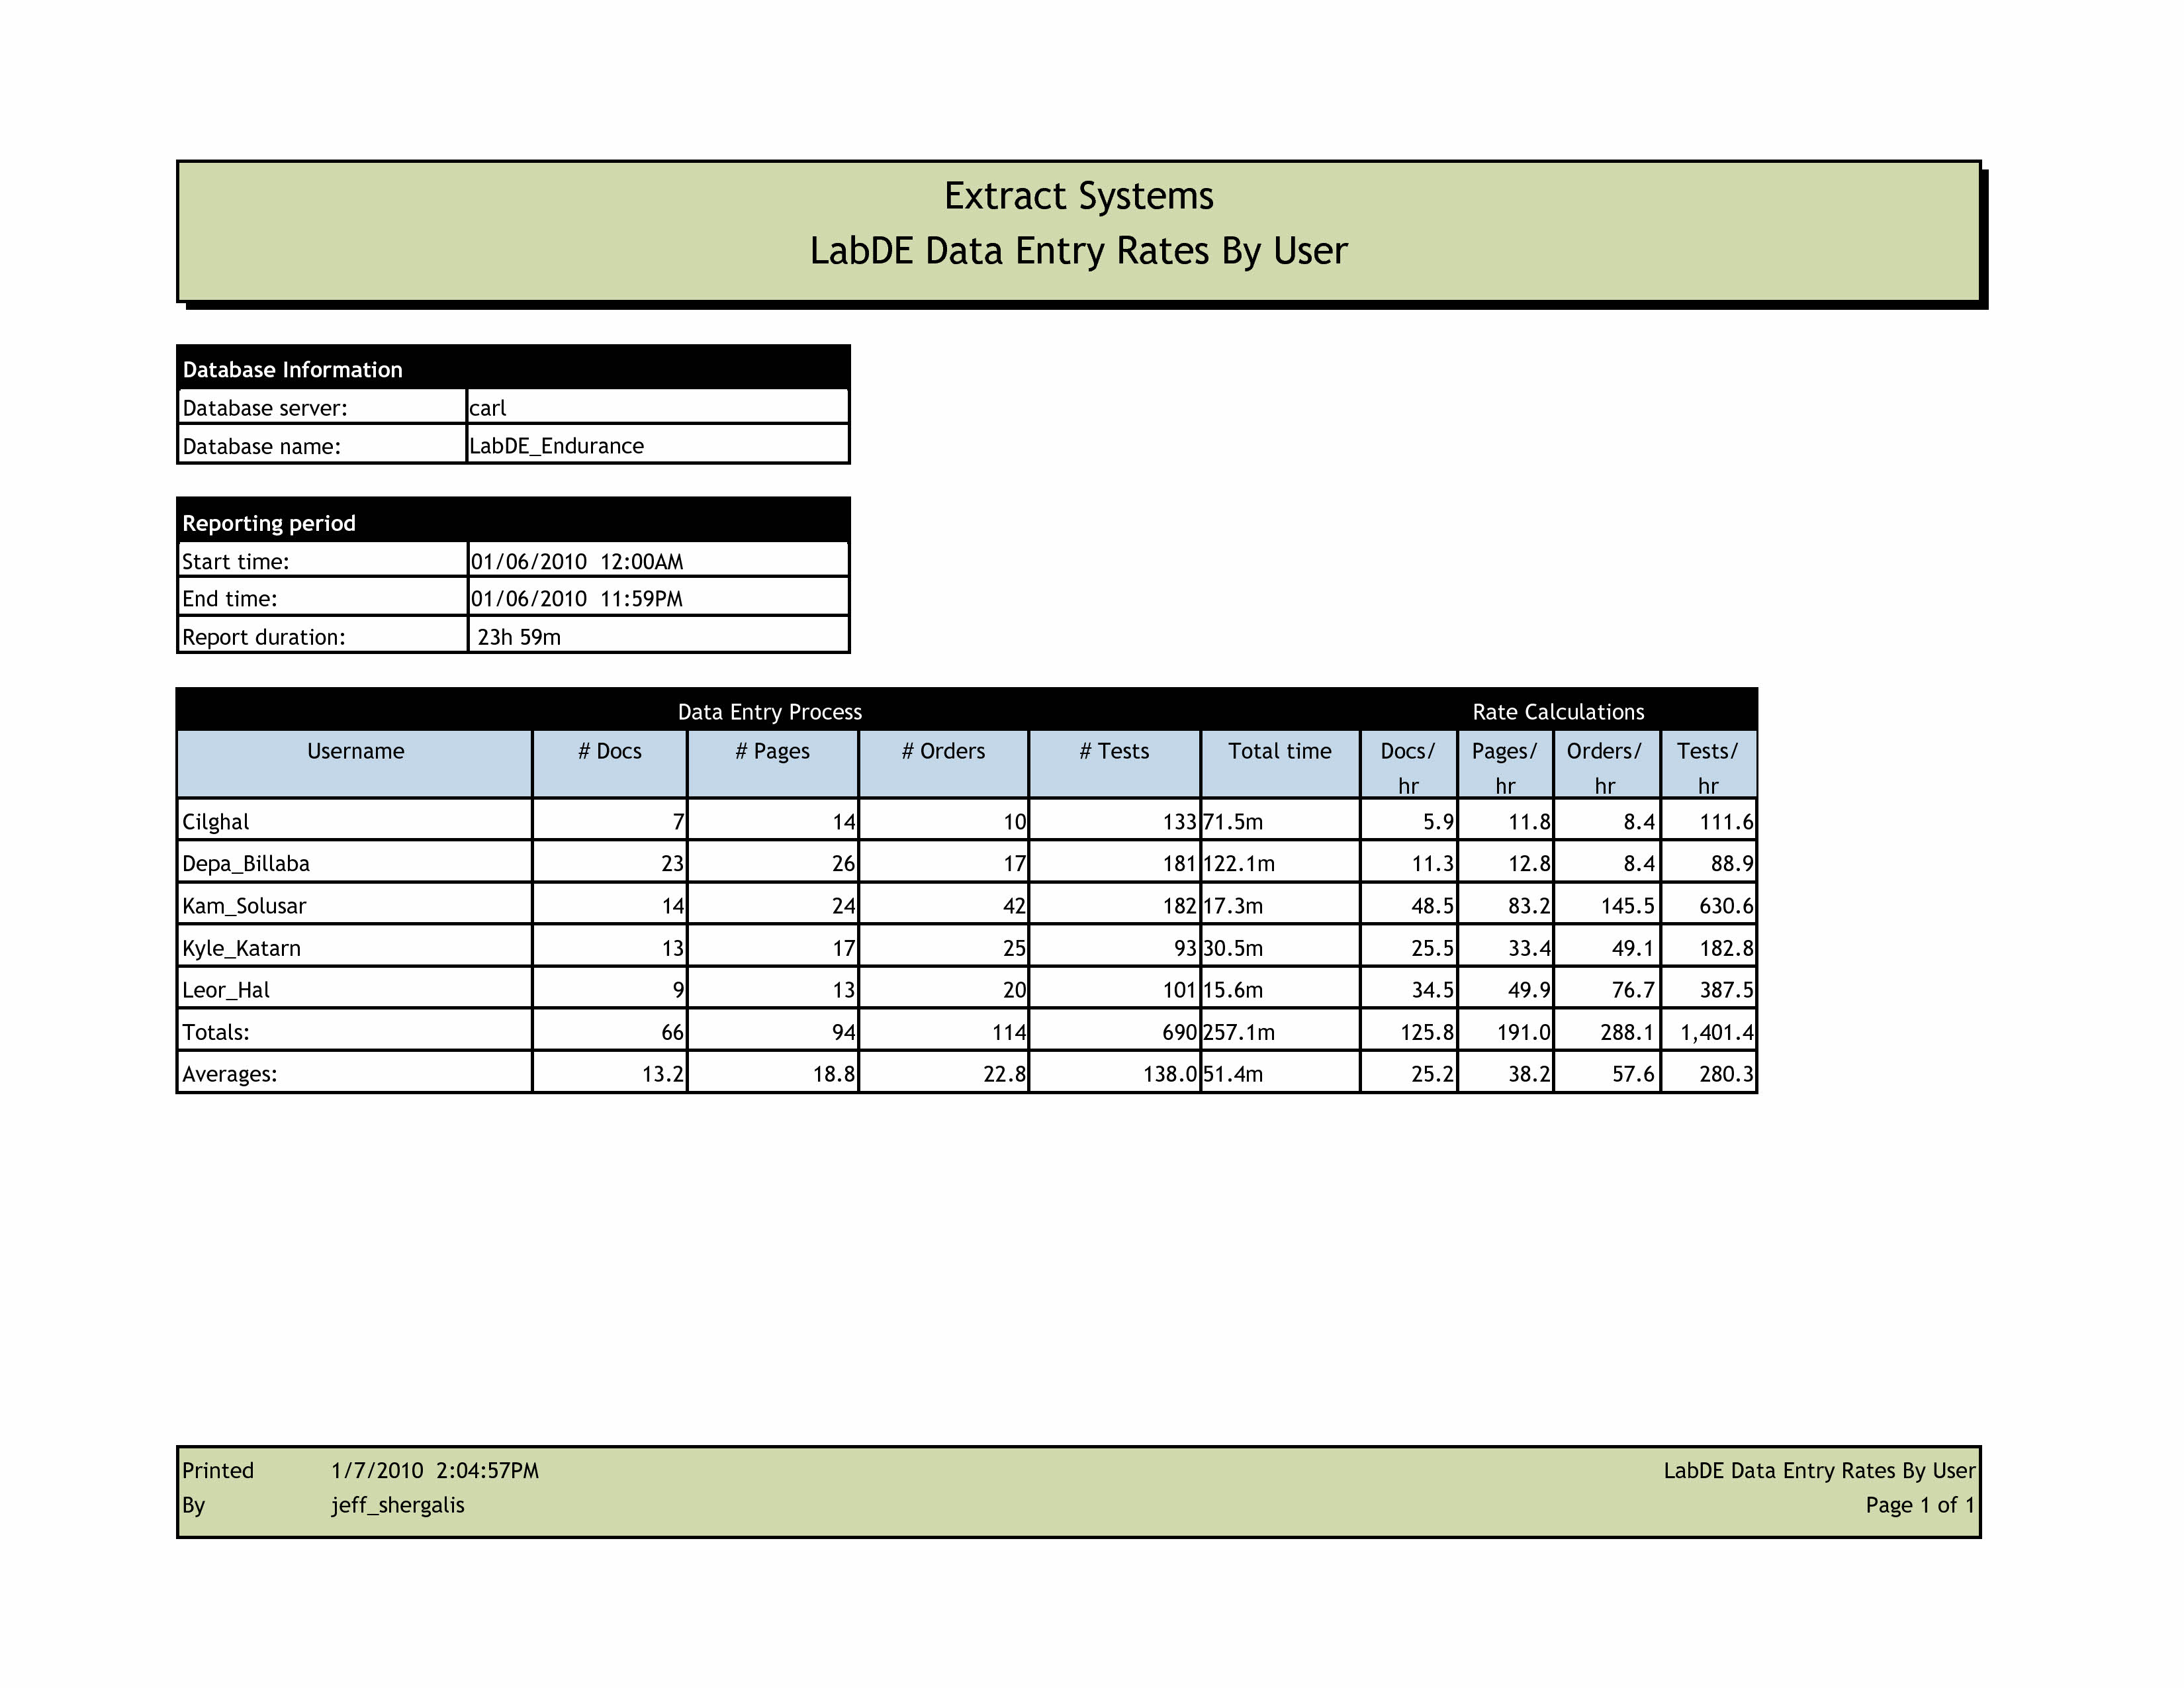 Extract Systems
LabDE Data Entry Rates By User
Database Information
Database server: carl
Database name: LabDE_Endurance
Reporting period
Start time: 01/06/2010 12:00AM
End time: 01/06/2010 11:59PM
Report duration: 23h 59m
Data Entry Process Rate Calculations
Username # Docs # Pages # Orders # Tests Total time Docs/ Pages/ Orders/ Tests/
hr hr hr hr
Cilghal 7 14 10 133 71.5m 5.9 11.8 8.4 111.6
Depa_Billaba 23 26 17 181 122.1m 11.3 12.8 8.4 88.9
Kam_Solusar 14 24 42 182 17.3m 48.5 83.2 145.5 630.6
Kyle_Katarn 13 17 25 93 30.5m 25.5 33.4 49.1 182.8
Leor_Hal 9 13 20 101 15.6m 34.5 49.9 76.7 387.5
Totals: 66 94 114 690 257.1m 125.8 191.0 288.1 1,401.4
Averages: 13.2 18.8 22.8 138.0 51.4m 25.2 38.2 57.6 280.3
Printed 1/7/2010 2:04:57PM LabDE Data Entry Rates By User
By jeff_shergalis Page 1 of 1